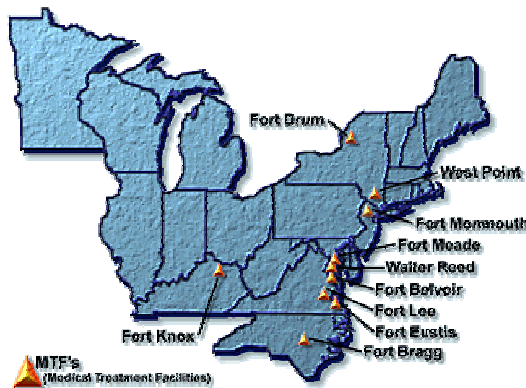 Fort Drum
West Point
Fort Monmouth
Fort Meade
Walter Reed
Fort Belvoir
Fort Lee
Fort Eustis
Fort Knox
Fort Bragg
MTF's
(Medical Treatment Facilities)